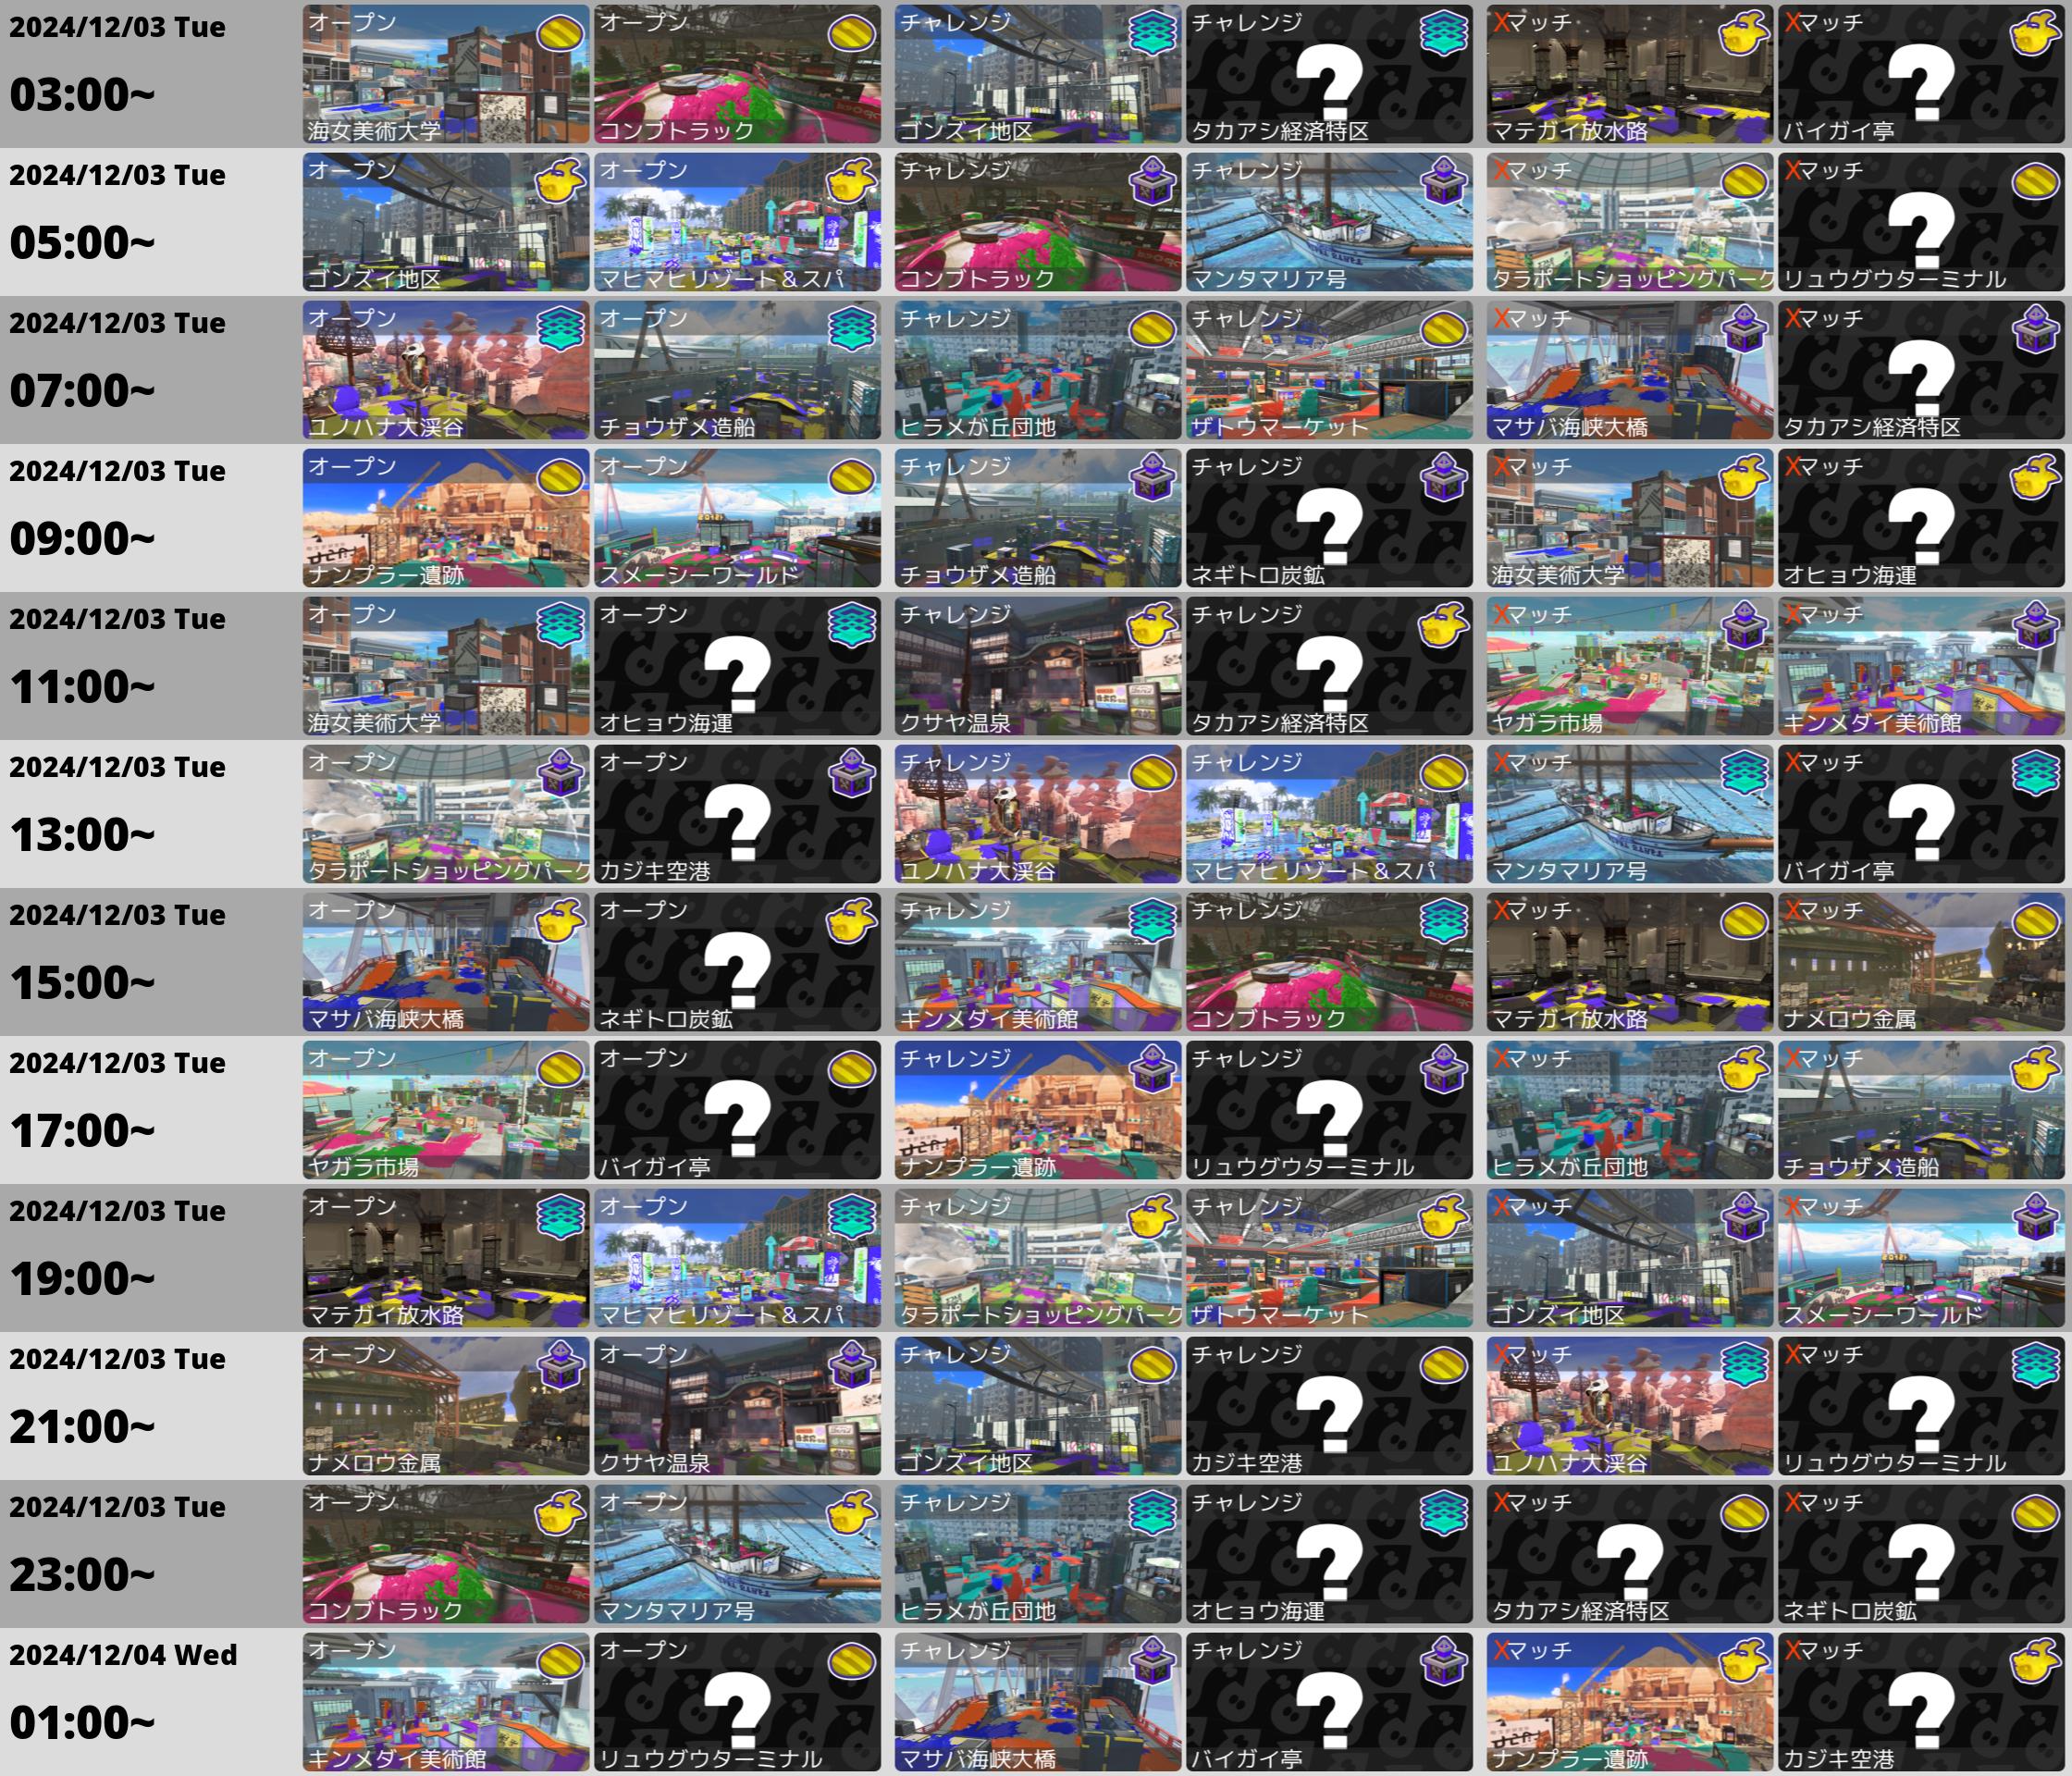 2024/12/03 Tue
03:00~
オープン
海女美術大学
オープン
コンブトラック
チャレンジ
ゴンズイ地区
チャレンジ
タカアシ経済特区
Xマッチ
マテガイ放水路
Xマッチ
バイガイ亭
2024/12/03 Tue
05:00~
オープン
ゴンズイ地区
オープン
マヒマヒリゾート＆スパ
チャレンジ
コンブトラック
チャレンジ
マンタマリア号
Xマッチ
タラポートショッピングパーク
Xマッチ
リュウグウターミナル
2024/12/03 Tue
07:00~
オープン
ユノハナ大渓谷
オープン
チョウザメ造船
チャレンジ
ヒラメが丘団地
チャレンジ
ザトウマーケット
Xマッチ
マサバ海峡大橋
Xマッチ
タカアシ経済特区
2024/12/03 Tue
09:00~
オープン
ナンプラー遺跡
オープン
スメーシーワールド
チャレンジ
チョウザメ造船
チャレンジ
ネギトロ炭鉱
Xマッチ
海女美術大学
Xマッチ
オヒョウ海運
2024/12/03 Tue
11:00~
オープン
海女美術大学
オープン
オヒョウ海運
チャレンジ
クサヤ温泉
チャレンジ
タカアシ経済特区
Xマッチ
ヤガラ市場
Xマッチ
キンメダイ美術館
2024/12/03 Tue
13:00~
オープン
タラポートショッピングパーク
オープン
カジキ空港
チャレンジ
ユノハナ大渓谷
チャレンジ
マヒマヒリゾート＆スパ
Xマッチ
マンタマリア号
Xマッチ
バイガイ亭
2024/12/03 Tue
15:00~
オープン
マサバ海峡大橋
オープン
ネギトロ炭鉱
チャレンジ
キンメダイ美術館
チャレンジ
コンブトラック
Xマッチ
マテガイ放水路
Xマッチ
ナメロウ金属
2024/12/03 Tue
17:00~
オープン
ヤガラ市場
オープン
バイガイ亭
チャレンジ
ナンプラー遺跡
チャレンジ
リュウグウターミナル
Xマッチ
ヒラメが丘団地
Xマッチ
チョウザメ造船
2024/12/03 Tue
19:00~
オープン
マテガイ放水路
オープン
マヒマヒリゾート＆スパ
チャレンジ
タラポートショッピングパーク
チャレンジ
ザトウマーケット
Xマッチ
ゴンズイ地区
Xマッチ
スメーシーワールド
2024/12/03 Tue
21:00~
オープン
ナメロウ金属
オープン
クサヤ温泉
チャレンジ
ゴンズイ地区
チャレンジ
カジキ空港
Xマッチ
ユノハナ大渓谷
Xマッチ
リュウグウターミナル
2024/12/03 Tue
23:00~
オープン
コンブトラック
オープン
マンタマリア号
チャレンジ
ヒラメが丘団地
チャレンジ
オヒョウ海運
Xマッチ
タカアシ経済特区
Xマッチ
ネギトロ炭鉱
2024/12/04 Wed
01:00~
オープン
キンメダイ美術館
オープン
リュウグウターミナル
チャレンジ
マサバ海峡大橋
チャレンジ
バイガイ亭
Xマッチ
ナンプラー遺跡
Xマッチ
カジキ空港